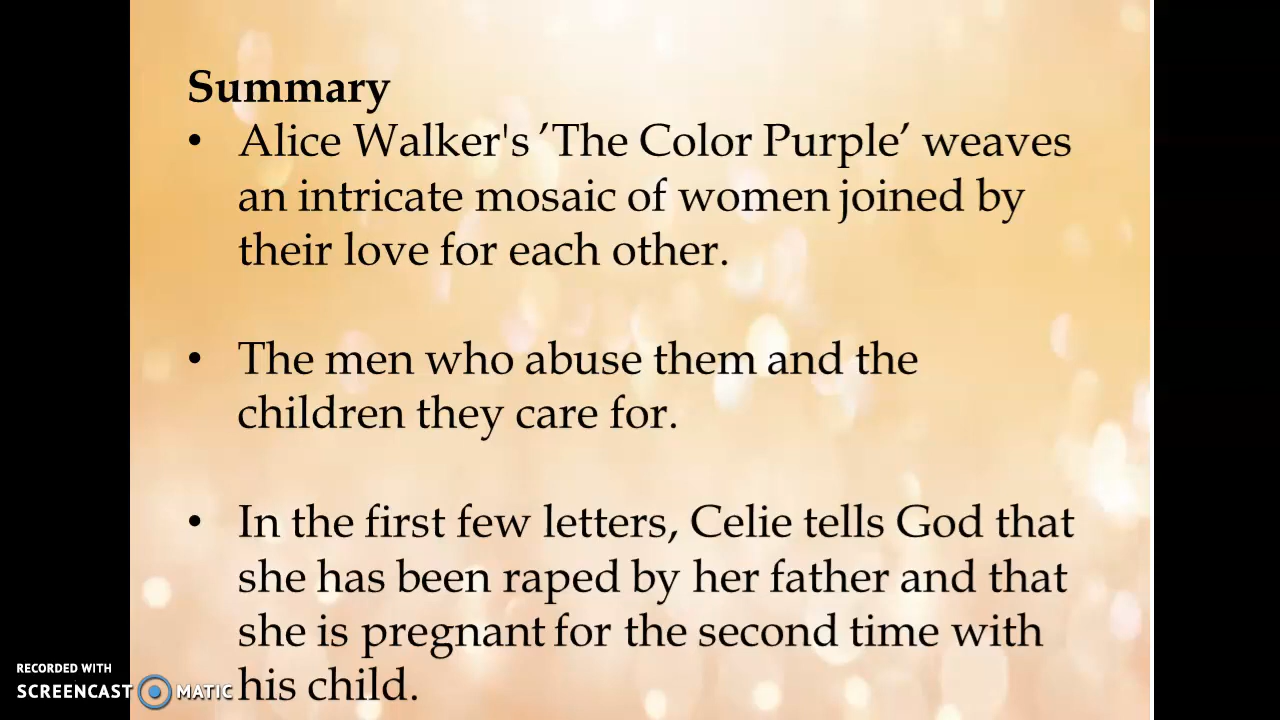 Summary
• Alice Walker's ’The Color Purple’ weaves
an intricate mosaic of women joined by
their love for each other.
• The men who abuse them and the
children they care for.
• In the first few letters, Celie tells God that
she has been raped by her father and that
she is pregnant for the second time with
his child.
RECORDED WITH
SCREENCAST MATIC